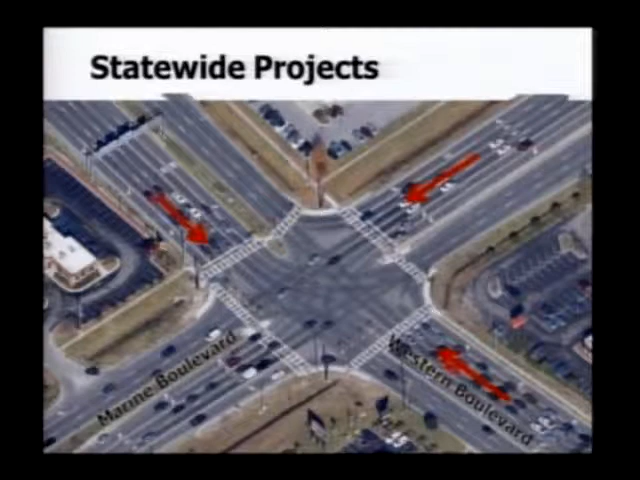 Statewide Projects
Marine Boulevard
Western Boulevard